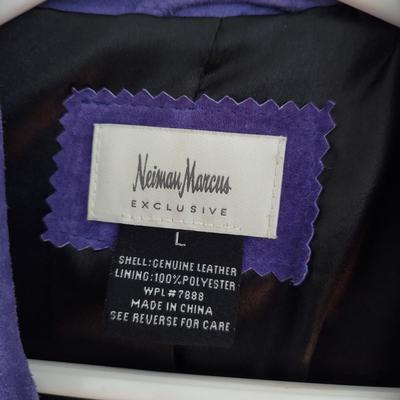 Neiman Marcus
EXCLUSIVE
L
SHELL:GENUINE LEATHER
LINING:100%POLYESTER
WPL#7888
MADE IN CHINA
SEE REVERSE FOR CARE